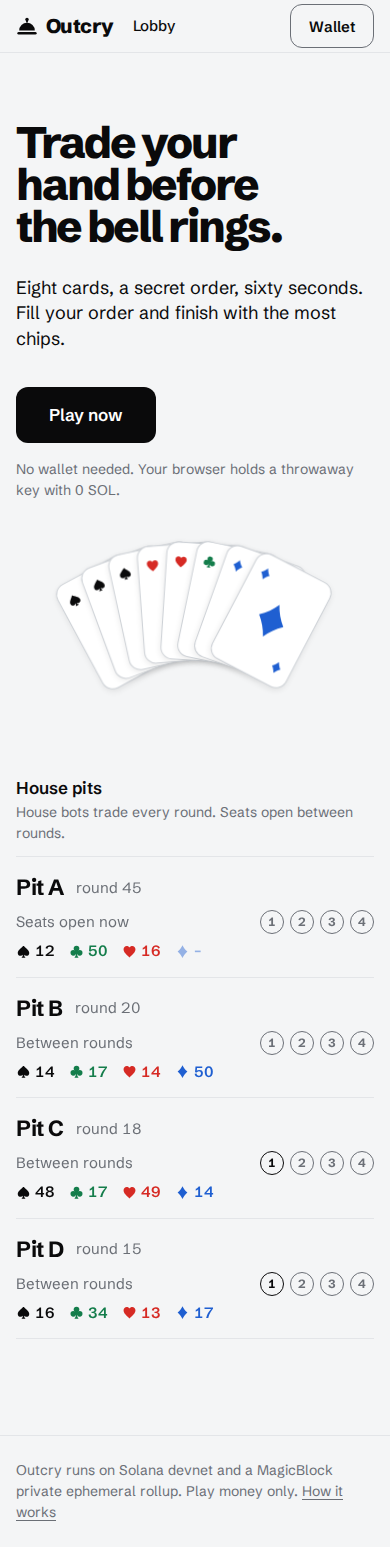 Outcry Lobby Wallet
Trade your
hand before
the bell rings.
Eight cards, a secret order, sixty seconds.
Fill your order and finish with the most
chips.
Play now
No wallet needed. Your browser holds a throwaway
key with 0 SOL.
House pits
House bots trade every round. Seats open between
rounds.
Pit A round 45
Seats open now 1 2 3 4
♠ 12 ♣ 50 ♥ 16 ♦ –
Pit B round 20
Between rounds 1 2 3 4
♠ 14 ♣ 17 ♥ 14 ♦ 50
Pit C round 18
Between rounds 1 2 3 4
♠ 48 ♣ 17 ♥ 49 ♦ 14
Pit D round 15
Between rounds 1 2 3 4
♠ 16 ♣ 34 ♥ 13 ♦ 17
Outcry runs on Solana devnet and a MagicBlock
private ephemeral rollup. Play money only. How it
works